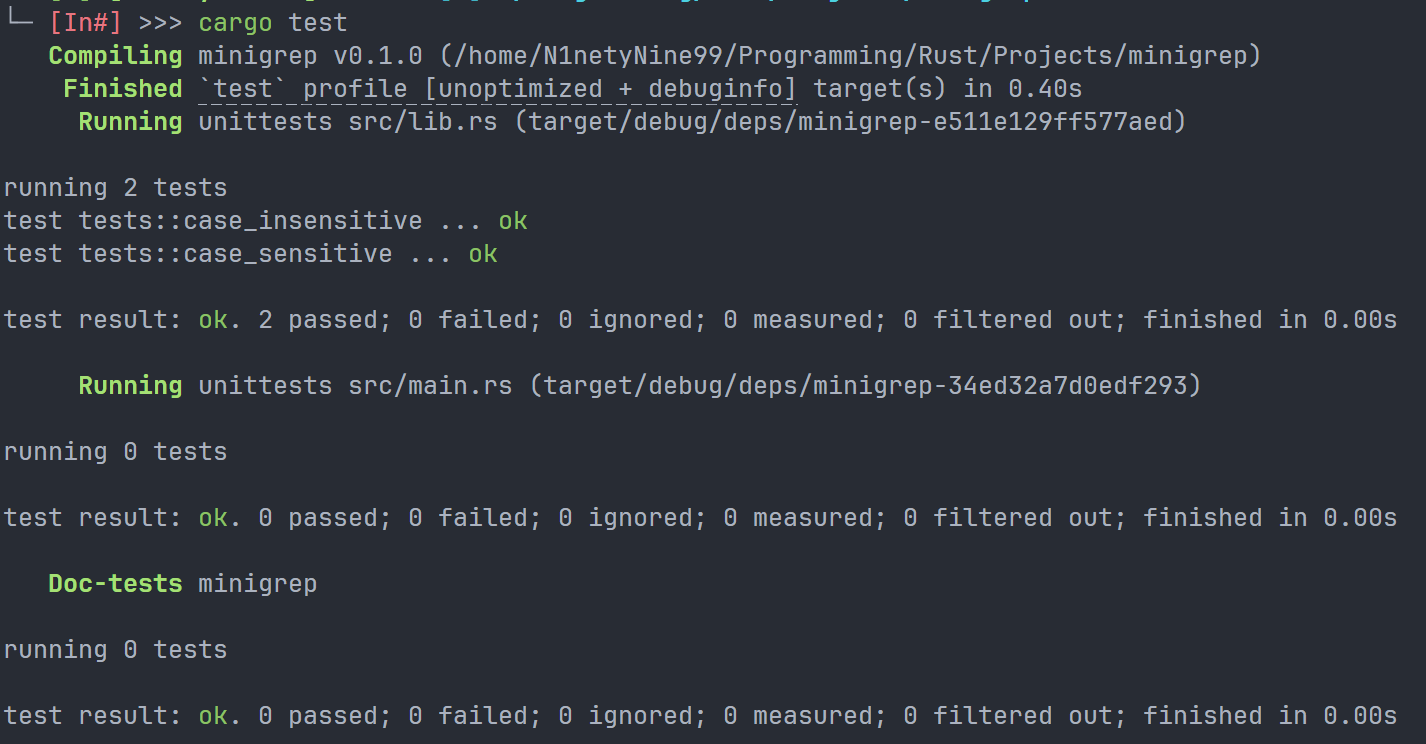 [In#] >>> cargo test
Compiling minigrep v0.1.0 (/home/N1netyNine99/Programming/Rust/Projects/minigrep)
Finished `test` profile [unoptimized + debuginfo] target(s) in 0.40s
Running unittests src/lib.rs (target/debug/deps/minigrep-e511e129ff577aed)
running 2 tests
test tests::case_insensitive ... ok
test tests::case_sensitive ... ok
test result: ok. 2 passed; 0 failed; 0 ignored; 0 measured; 0 filtered out; finished in 0.00s
Running unittests src/main.rs (target/debug/deps/minigrep-34ed32a7d0edf293)
running 0 tests
test result: ok. 0 passed; 0 failed; 0 ignored; 0 measured; 0 filtered out; finished in 0.00s
Doc-tests minigrep
running 0 tests
test result: ok. 0 passed; 0 failed; 0 ignored; 0 measured; 0 filtered out; finished in 0.00s